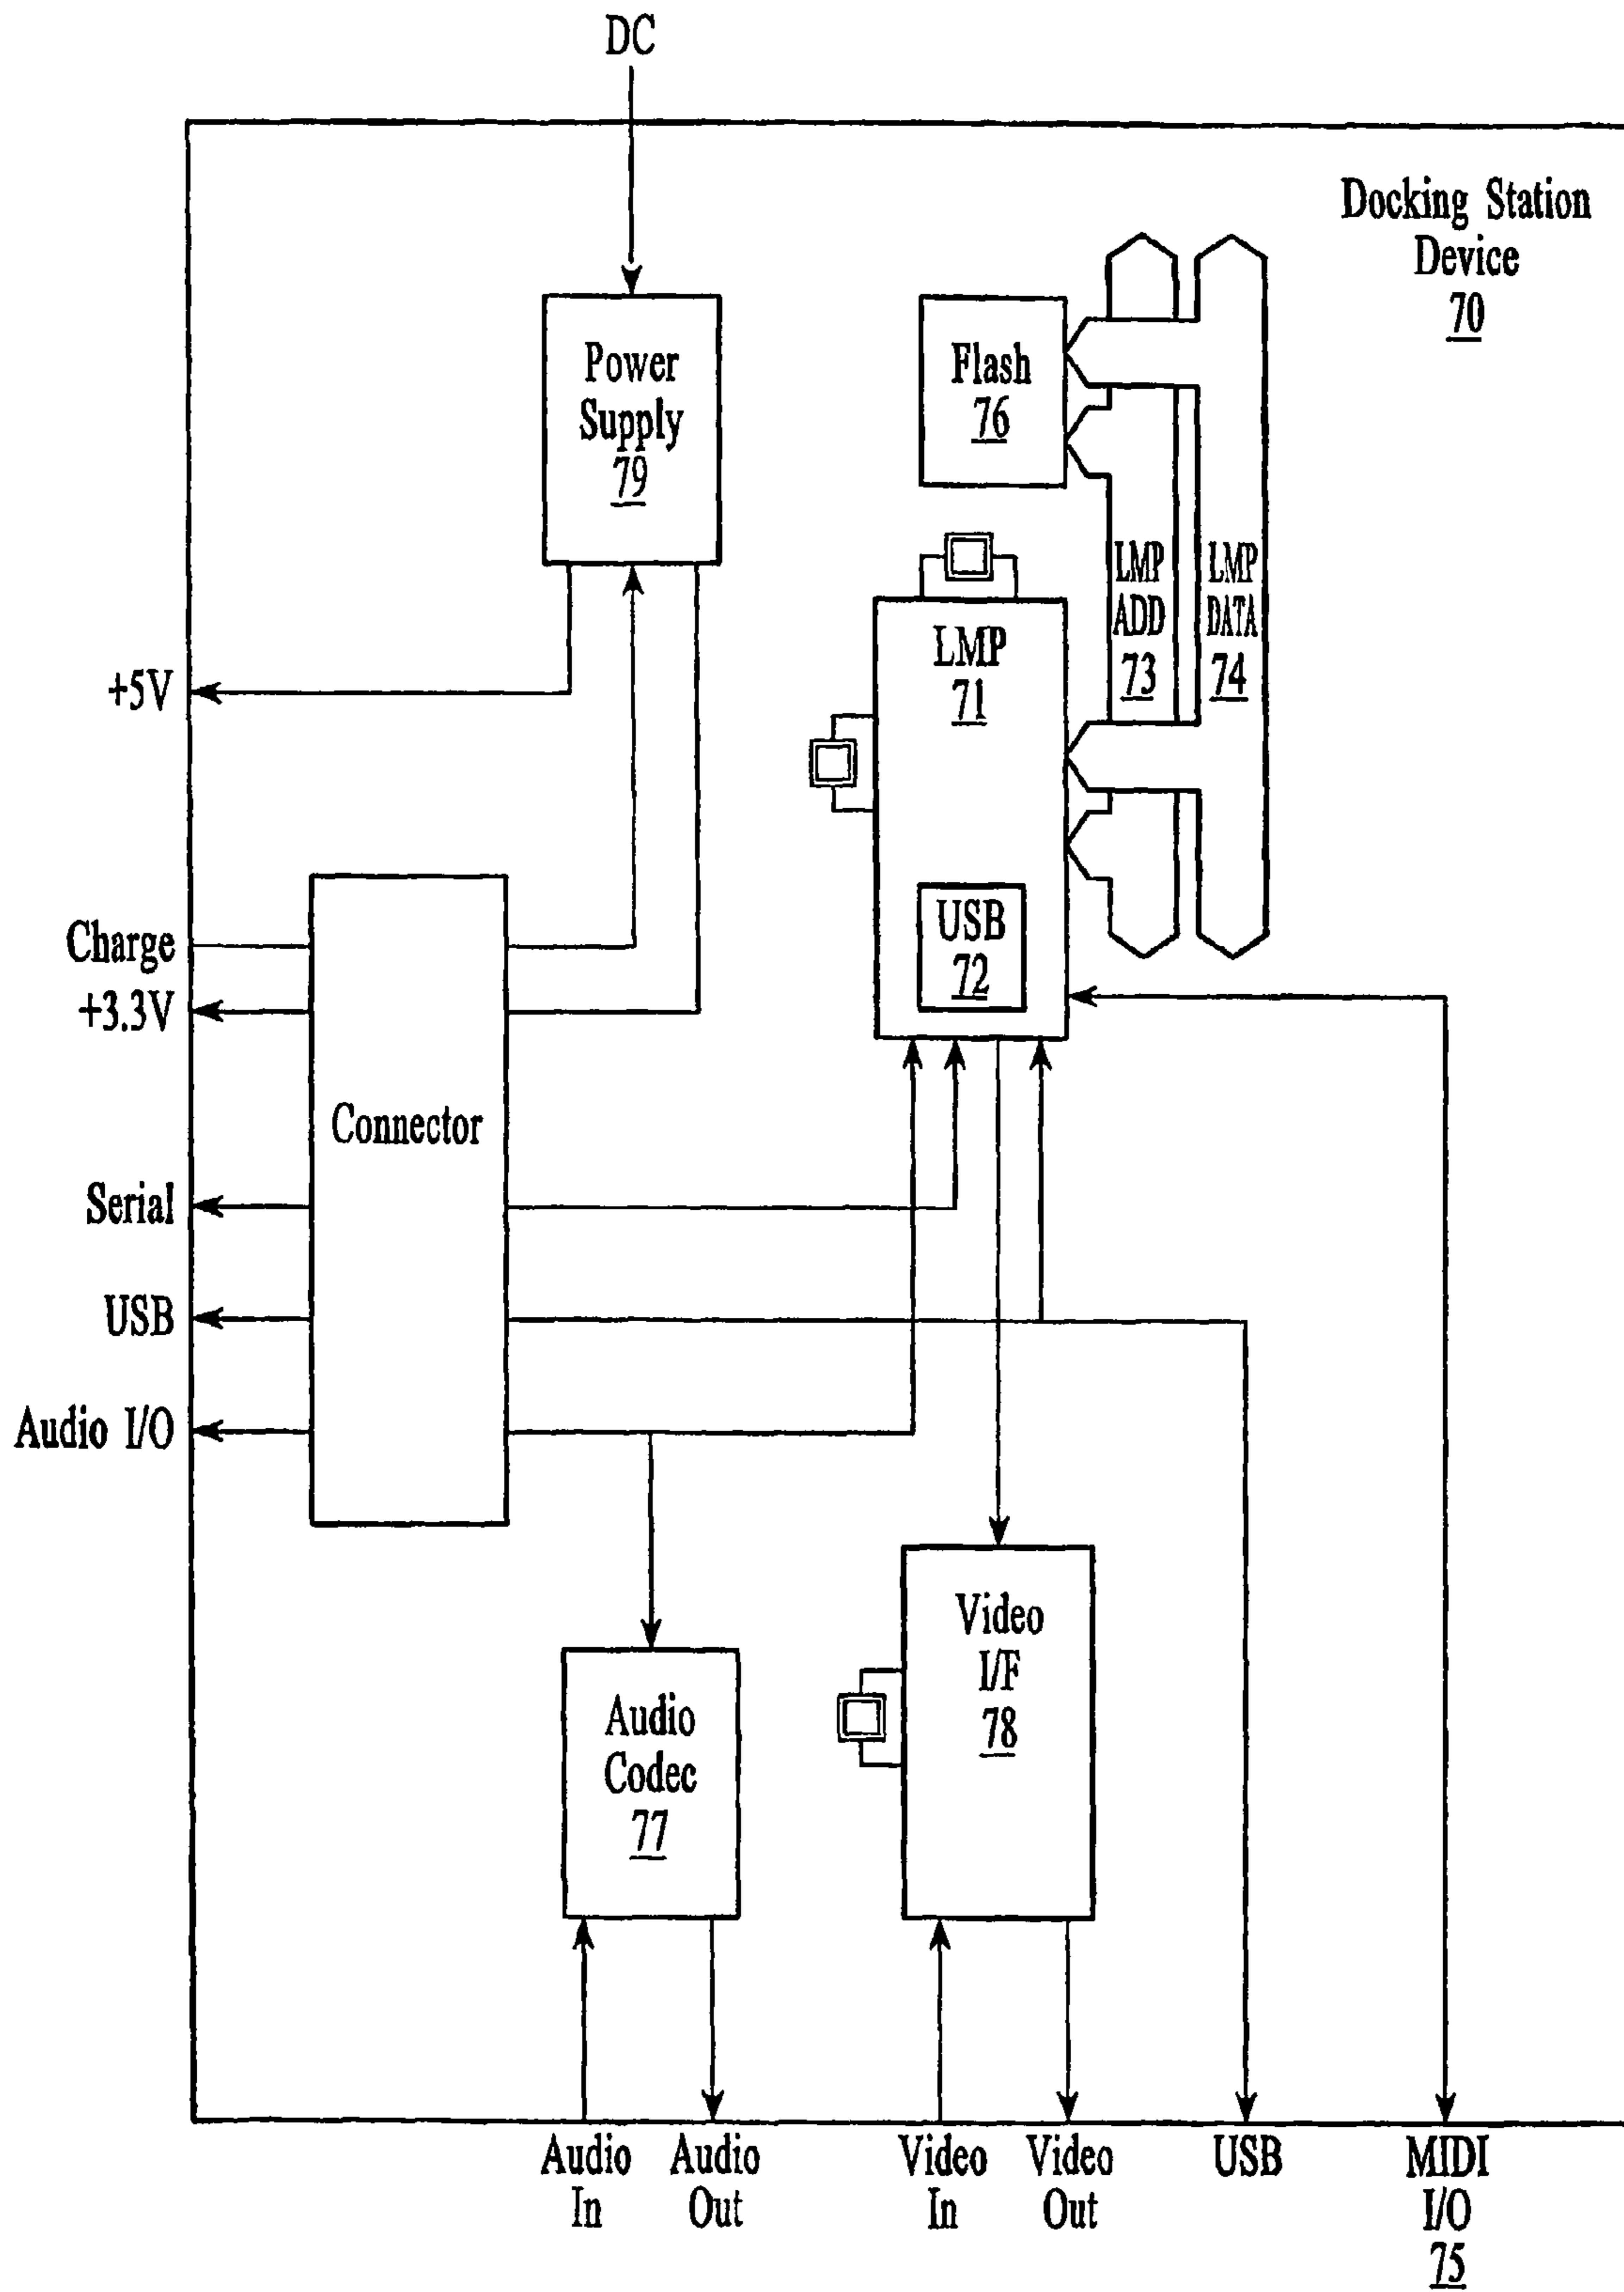 DC
Docking Station
Device
70
Power
Supply
79
Flash
76
LMP
ADD
73
LMP
DATA
74
LMP
71
USB
72
+5V
Charge
+3.3V
Connector
Serial
USB
Audio I/O
Video
I/F
78
Audio
Codec
77
Audio
In
Audio
Out
Video
In
Video
Out
USB
MIDI
I/O
75